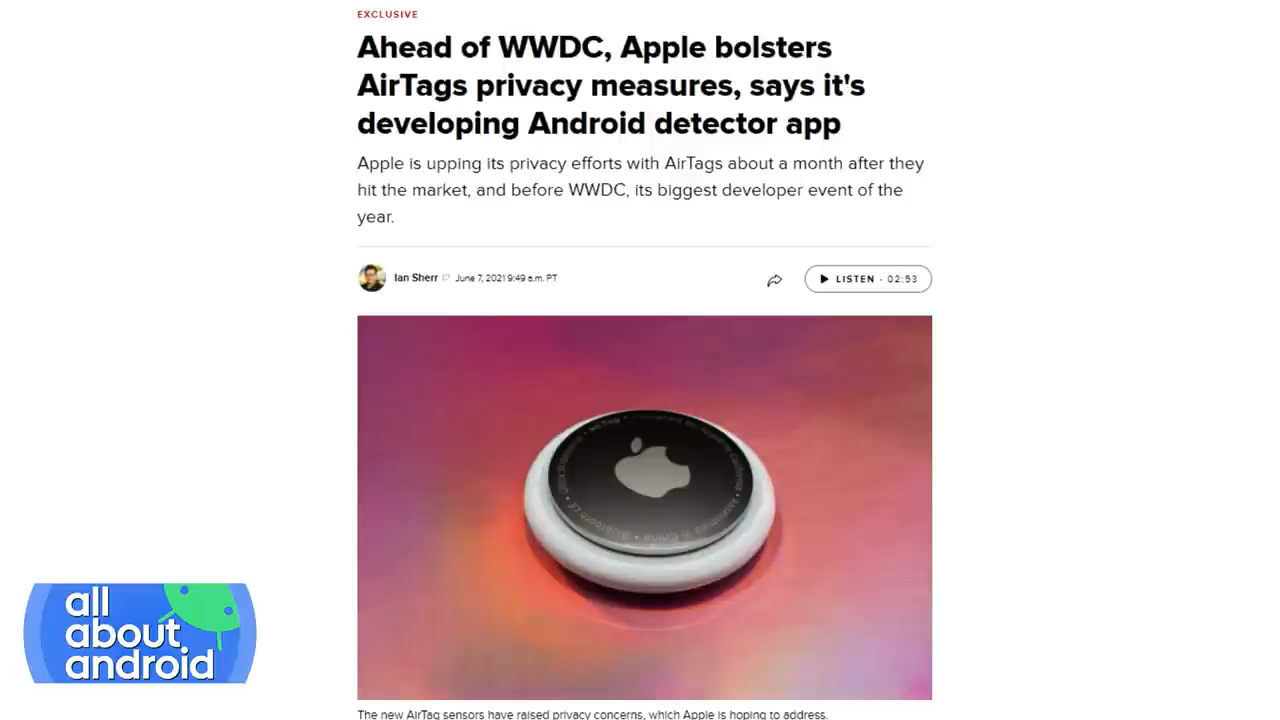 EXCLUSIVE
Ahead of WWDC, Apple bolsters
AirTags privacy measures, says it's
developing Android detector app
Apple is upping its privacy efforts with AirTags about a month after they
hit the market, and before WWDC, its biggest developer event of the
year.
Ian Sherr June 7, 2021 9:49 a.m. PT
LISTEN - 02:53
all
about
android
The new AirTag sensors have raised privacy concerns, which Apple is hoping to address.